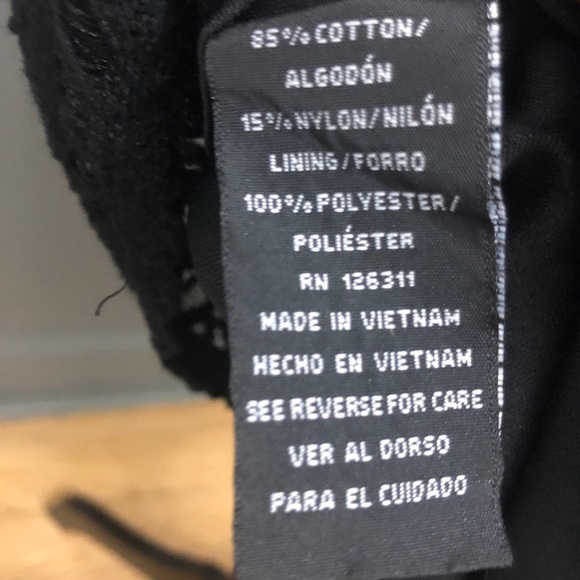 85% COTTON/
ALGODÓN
15% NYLON/NILÓN
LINING/FORRO
100% POLYESTER/
POLIÉSTER
RN 126311
MADE IN VIETNAM
HECHO EN VIETNAM
SEE REVERSE FOR CARE
VER AL DORSO
PARA EL CUIDADO